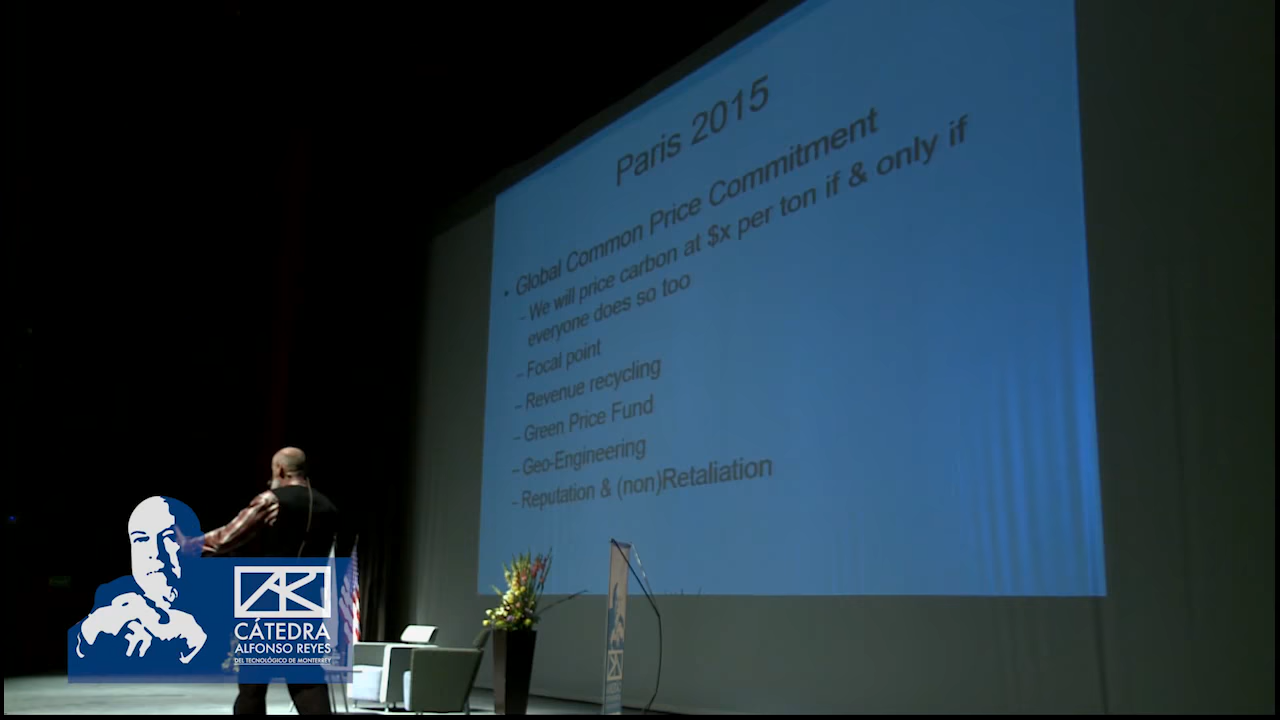 Paris 2015
• Global Common Price Commitment
– We will price carbon at $x per ton if & only if
everyone does so too
– Focal point
– Revenue recycling
– Green Price Fund
– Geo-Engineering
– Reputation & (non)Retaliation
AR
CÁTEDRA
ALFONSO REYES
DEL TECNOLÓGICO DE MONTERREY